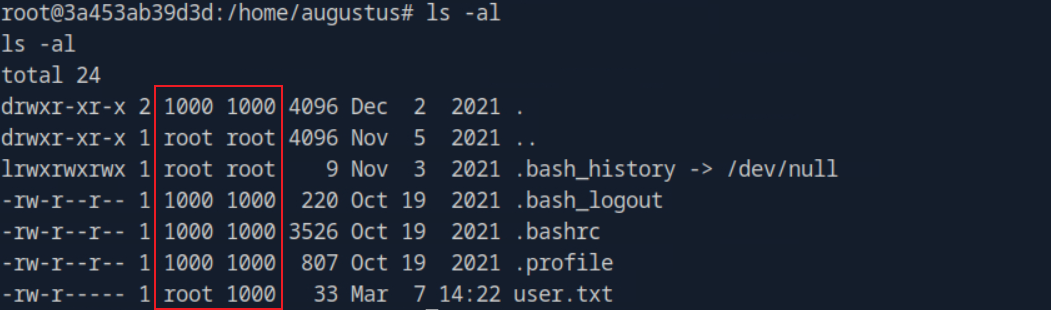 root@3a453ab39d3d:/home/augustus# ls -al
ls -al
total 24
drwxr-xr-x 2 1000 1000 4096 Dec  2  2021 .
drwxr-xr-x 1 root root 4096 Nov  5  2021 ..
lrwxrwxrwx 1 root root    9 Nov  3  2021 .bash_history -> /dev/null
-rw-r--r-- 1 1000 1000  220 Oct 19  2021 .bash_logout
-rw-r--r-- 1 1000 1000 3526 Oct 19  2021 .bashrc
-rw-r--r-- 1 1000 1000  807 Oct 19  2021 .profile
-rw-r----- 1 root 1000   33 Mar  7 14:22 user.txt